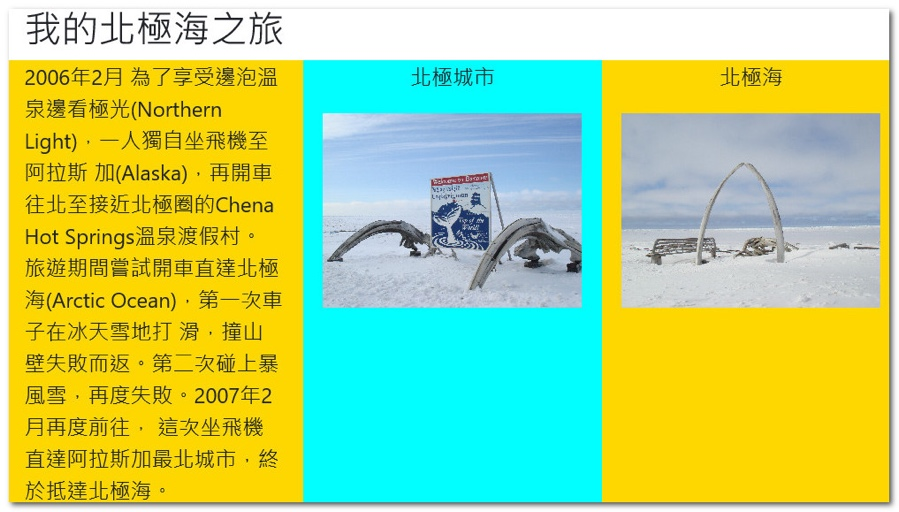 我的北極海之旅
2006年2月 為了享受邊泡溫
泉邊看極光(Northern
Light)，一人獨自坐飛機至
阿拉斯 加(Alaska)，再開車
往北至接近北極圈的Chena
Hot Springs溫泉渡假村。
旅遊期間嘗試開車直達北極
海(Arctic Ocean)，第一次車
子在冰天雪地打 滑，撞山
壁失敗而返。第二次碰上暴
風雪，再度失敗。2007年2
月再度前往， 這次坐飛機
直達阿拉斯加最北城市，終
於抵達北極海。
北極城市
Welcome to Barrow
Top of the
World!
北極海